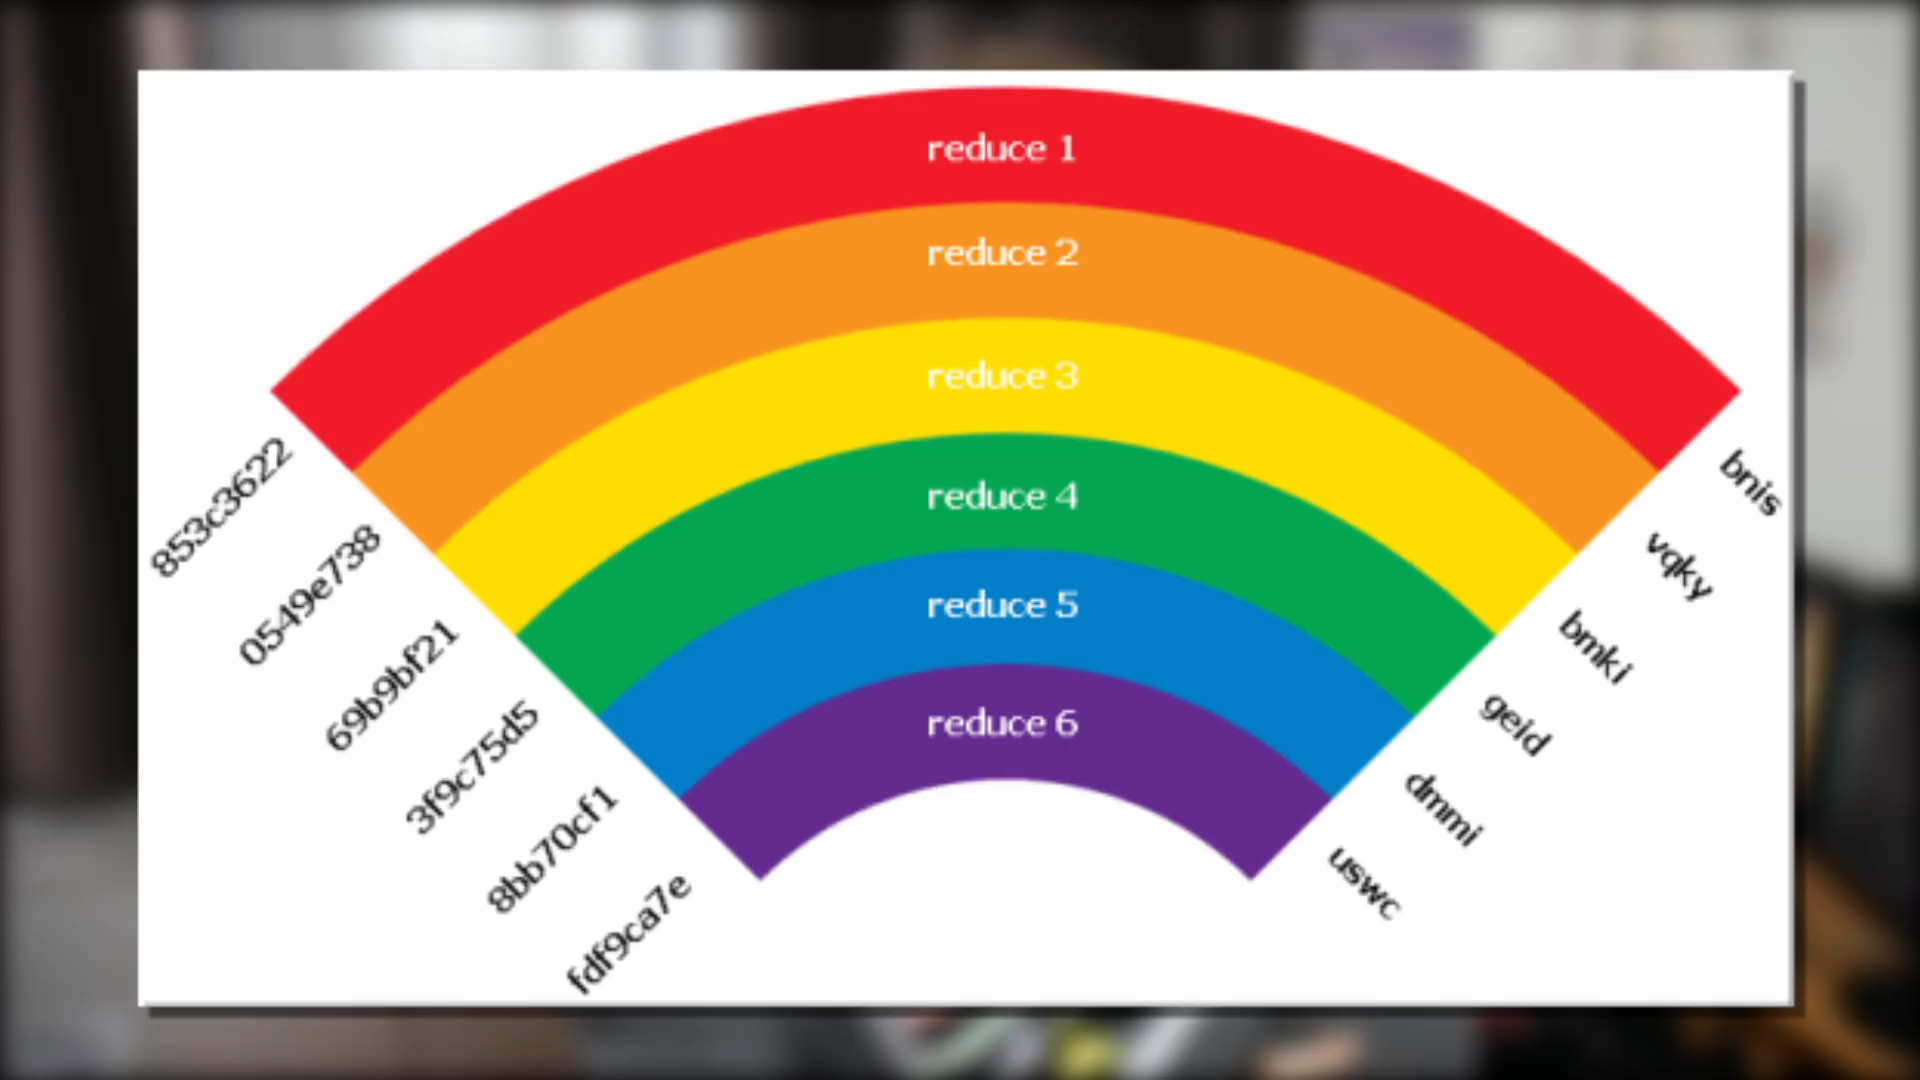 reduce 1
reduce 2
reduce 3
reduce 4
reduce 5
reduce 6
853c3622
0549e738
69b9bf21
3f9c75d5
8bb70cf1
fdf9ca7e
bnis
vqky
bmki
geid
dmmi
uswc